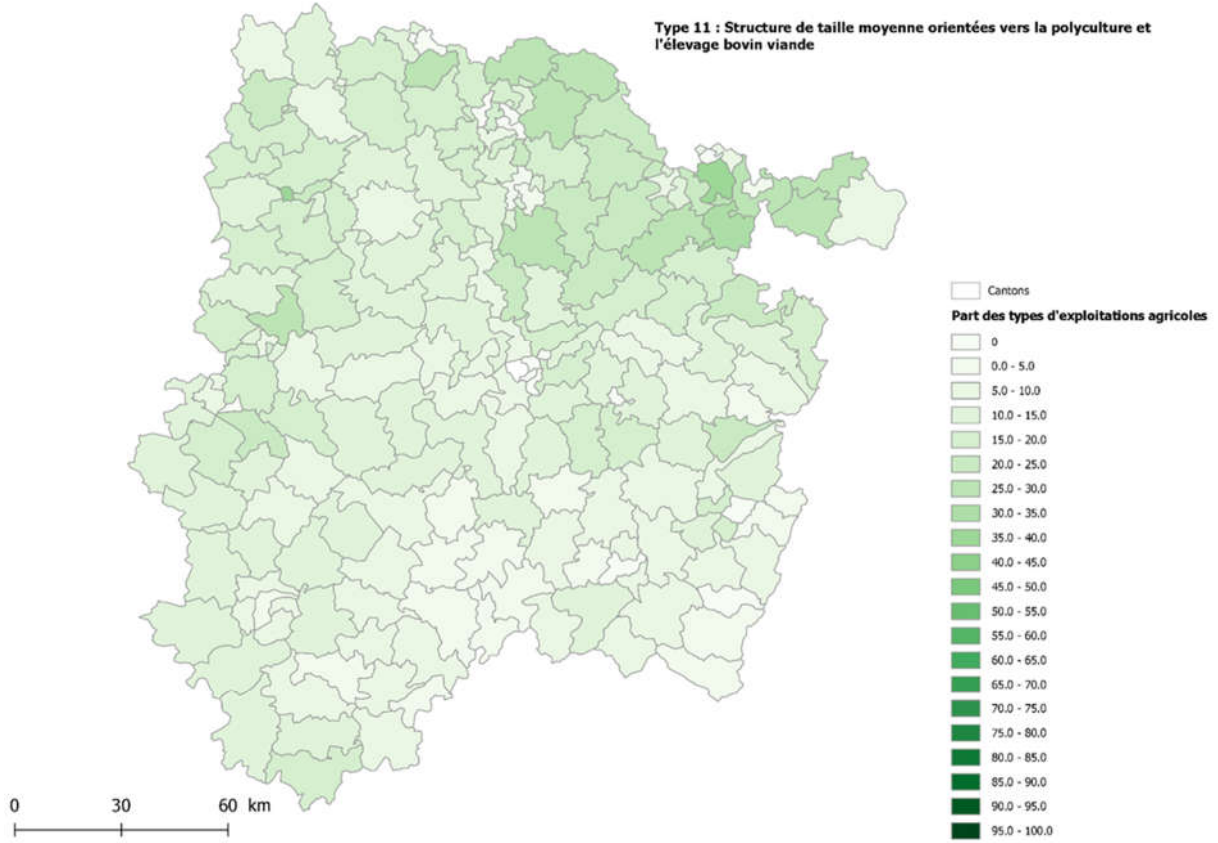 Type 11 : Structure de taille moyenne orientées vers la polyculture et
l'élevage bovin viande
Cantons
Part des types d'exploitations agricoles
0
0.0 - 5.0
5.0 - 10.0
10.0 - 15.0
15.0 - 20.0
20.0 - 25.0
25.0 - 30.0
30.0 - 35.0
35.0 - 40.0
40.0 - 45.0
45.0 - 50.0
50.0 - 55.0
55.0 - 60.0
60.0 - 65.0
65.0 - 70.0
70.0 - 75.0
75.0 - 80.0
80.0 - 85.0
85.0 - 90.0
90.0 - 95.0
95.0 - 100.0
0 30 60 km